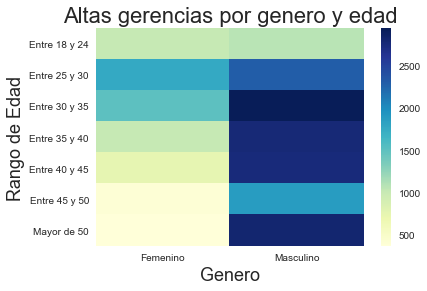 Altas gerencias por genero y edad
Rango de Edad
Entre 18 y 24
Entre 25 y 30
Entre 30 y 35
Entre 35 y 40
Entre 40 y 45
Entre 45 y 50
Mayor de 50
Femenino
Masculino
Genero
2500
2000
1500
1000
500